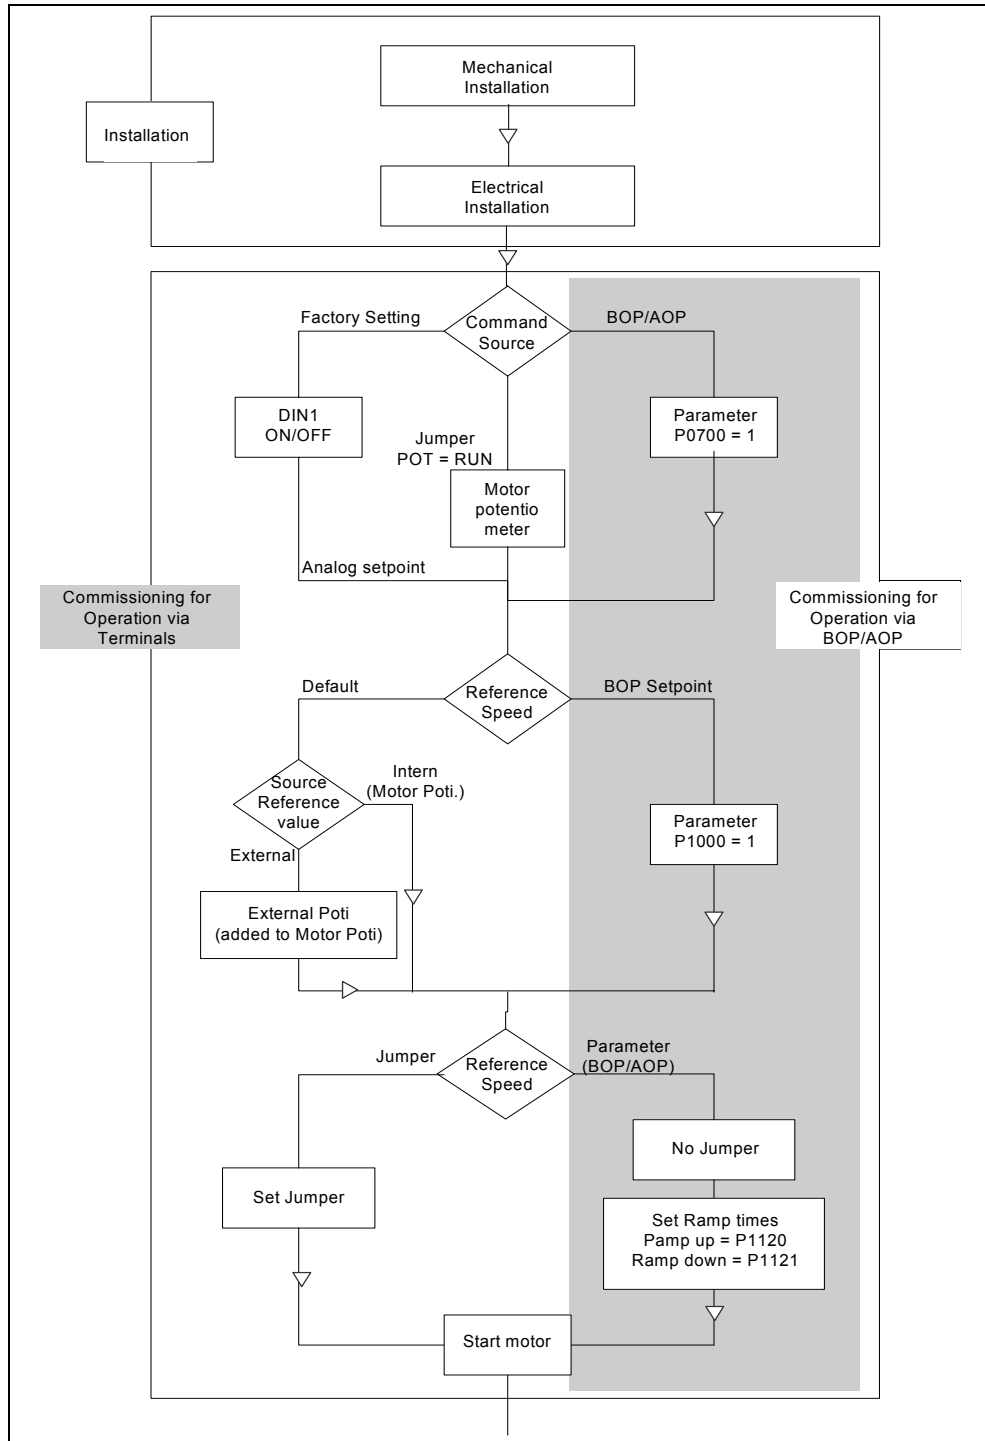 Mechanical
Installation
Installation
Electrical
Installation
Factory Setting
Command
Source
BOP/AOP
DIN1
ON/OFF
Jumper
POT = RUN
Parameter
P0700 = 1
Motor
potentio
meter
Analog setpoint
Commissioning for
Operation via
Terminals
Commissioning for
Operation via
BOP/AOP
Default
Reference
Speed
BOP Setpoint
Source
Reference
value
Intern
(Motor Poti.)
Parameter
P1000 = 1
External
External Poti
(added to Motor Poti)
Jumper
Reference
Speed
Parameter
(BOP/AOP)
No Jumper
Set Jumper
Set Ramp times
Pamp up = P1120
Ramp down = P1121
Start motor